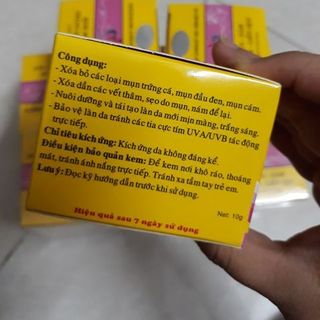 Công dụng:
- Xóa bỏ các loại mụn trứng cá, mụn đầu đen, mụn cám.
- Xóa dần các vết thâm, sẹo do mụn, nám để lại.
- Nuôi dưỡng và tái tạo làn da mới mịn màng, trắng sáng.
- Bảo vệ làn da tránh các tia cực tím UVA/UVB tác động
trực tiếp.
Chỉ tiêu kích ứng: Kích ứng da không đáng kể.
Điều kiện bảo quản kem: Để kem nơi khô ráo, thoáng
mát, tránh ánh nắng trực tiếp. Tránh xa tầm tay trẻ em.
Lưu ý: Đọc kỹ hướng dẫn trước khi sử dụng.
Net: 10g
Hiệu quả sau 7 ngày sử dụng